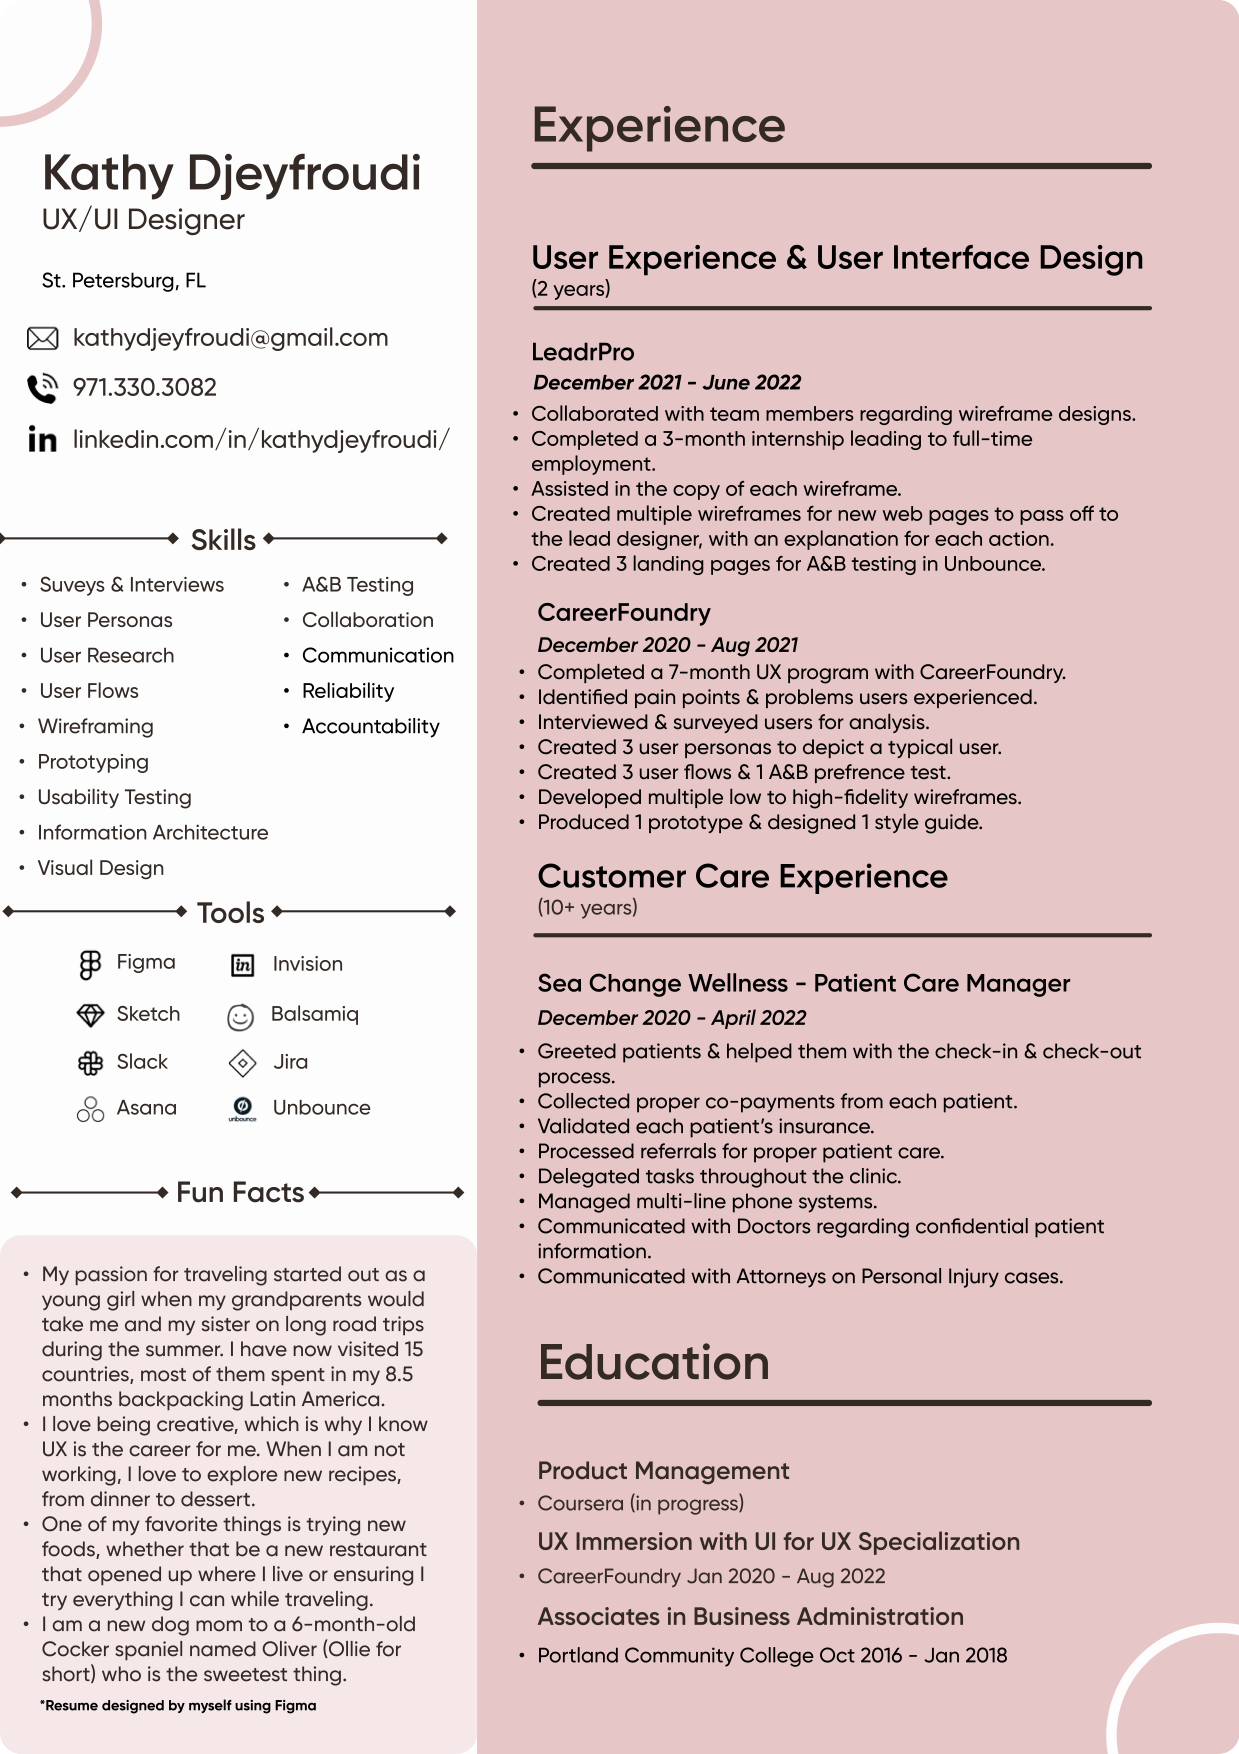 Kathy Djeyfroudi
UX/UI Designer
St. Petersburg, FL
kathydjeyfroudi@gmail.com
971.330.3082
in linkedin.com/in/kathydjeyfroudi/
Skills
• Suveys & Interviews
• User Personas
• User Research
• User Flows
• Wireframing
• Prototyping
• Usability Testing
• Information Architecture
• Visual Design
• A&B Testing
• Collaboration
• Communication
• Reliability
• Accountability
Tools
Figma
in Invision
Sketch
Balsamiq
Slack
Jira
Asana
unbounce Unbounce
Fun Facts
• My passion for traveling started out as a
young girl when my grandparents would
take me and my sister on long road trips
during the summer. I have now visited 15
countries, most of them spent in my 8.5
months backpacking Latin America.
• I love being creative, which is why I know
UX is the career for me. When I am not
working, I love to explore new recipes,
from dinner to dessert.
• One of my favorite things is trying new
foods, whether that be a new restaurant
that opened up where I live or ensuring I
try everything I can while traveling.
• I am a new dog mom to a 6-month-old
Cocker spaniel named Oliver (Ollie for
short) who is the sweetest thing.
*Resume designed by myself using Figma
Experience
User Experience & User Interface Design
(2 years)
LeadrPro
December 2021 - June 2022
• Collaborated with team members regarding wireframe designs.
• Completed a 3-month internship leading to full-time
employment.
• Assisted in the copy of each wireframe.
• Created multiple wireframes for new web pages to pass off to
the lead designer, with an explanation for each action.
• Created 3 landing pages for A&B testing in Unbounce.
CareerFoundry
December 2020 - Aug 2021
• Completed a 7-month UX program with CareerFoundry.
• Identified pain points & problems users experienced.
• Interviewed & surveyed users for analysis.
• Created 3 user personas to depict a typical user.
• Created 3 user flows & 1 A&B prefrence test.
• Developed multiple low to high-fidelity wireframes.
• Produced 1 prototype & designed 1 style guide.
Customer Care Experience
(10+ years)
Sea Change Wellness - Patient Care Manager
December 2020 - April 2022
• Greeted patients & helped them with the check-in & check-out
process.
• Collected proper co-payments from each patient.
• Validated each patient's insurance.
• Processed referrals for proper patient care.
• Delegated tasks throughout the clinic.
• Managed multi-line phone systems.
• Communicated with Doctors regarding confidential patient
information.
• Communicated with Attorneys on Personal Injury cases.
Education
Product Management
• Coursera (in progress)
UX Immersion with UI for UX Specialization
• CareerFoundry Jan 2020 - Aug 2022
Associates in Business Administration
• Portland Community College Oct 2016 - Jan 2018